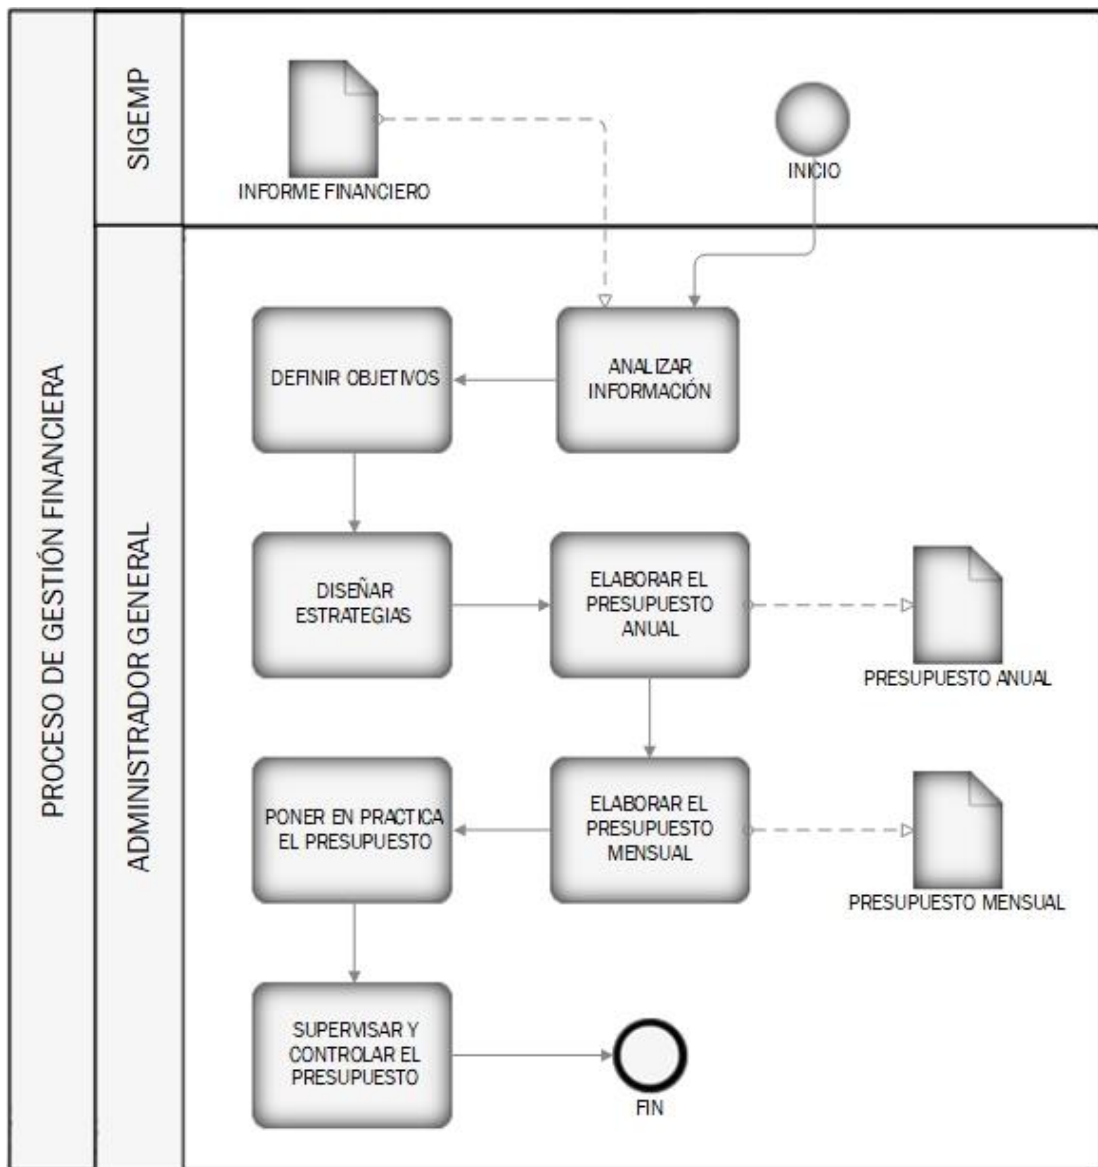 PROCESO DE GESTIÓN FINANCIERA
SIGEMP
INFORME FINANCIERO
INICIO
ADMINISTRADOR GENERAL
DEFINIR OBJETIVOS
ANALIZAR
INFORMACIÓN
DISEÑAR
ESTRATEGIAS
ELABORAR EL
PRESUPUESTO
ANUAL
PRESUPUESTO ANUAL
PONER EN PRACTICA
EL PRESUPUESTO
ELABORAR EL
PRESUPUESTO
MENSUAL
PRESUPUESTO MENSUAL
SUPERVISAR Y
CONTROLAR EL
PRESUPUESTO
FIN